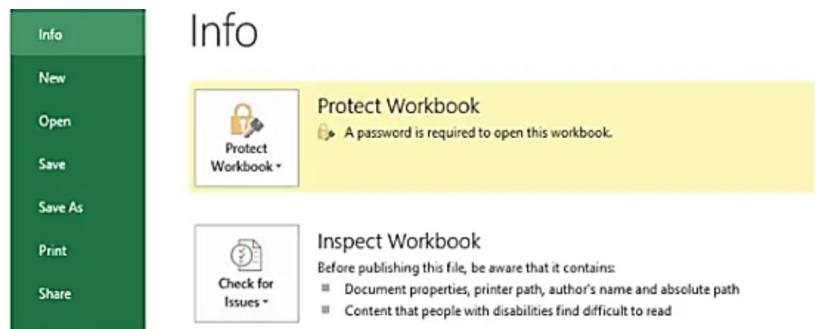 Info
New
Open
Save
Save As
Print
Share
Info
Protect Workbook
Protect Workbook
A password is required to open this workbook.
Check for Issues
Inspect Workbook
Before publishing this file, be aware that it contains:
Document properties, printer path, author's name and absolute path
Content that people with disabilities find difficult to read